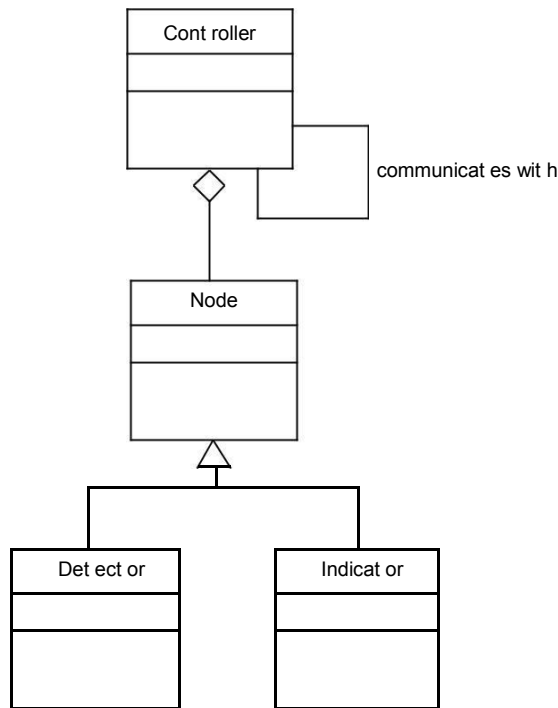 Cont roller
communicat es wit h
Node
Det ect or
Indicat or